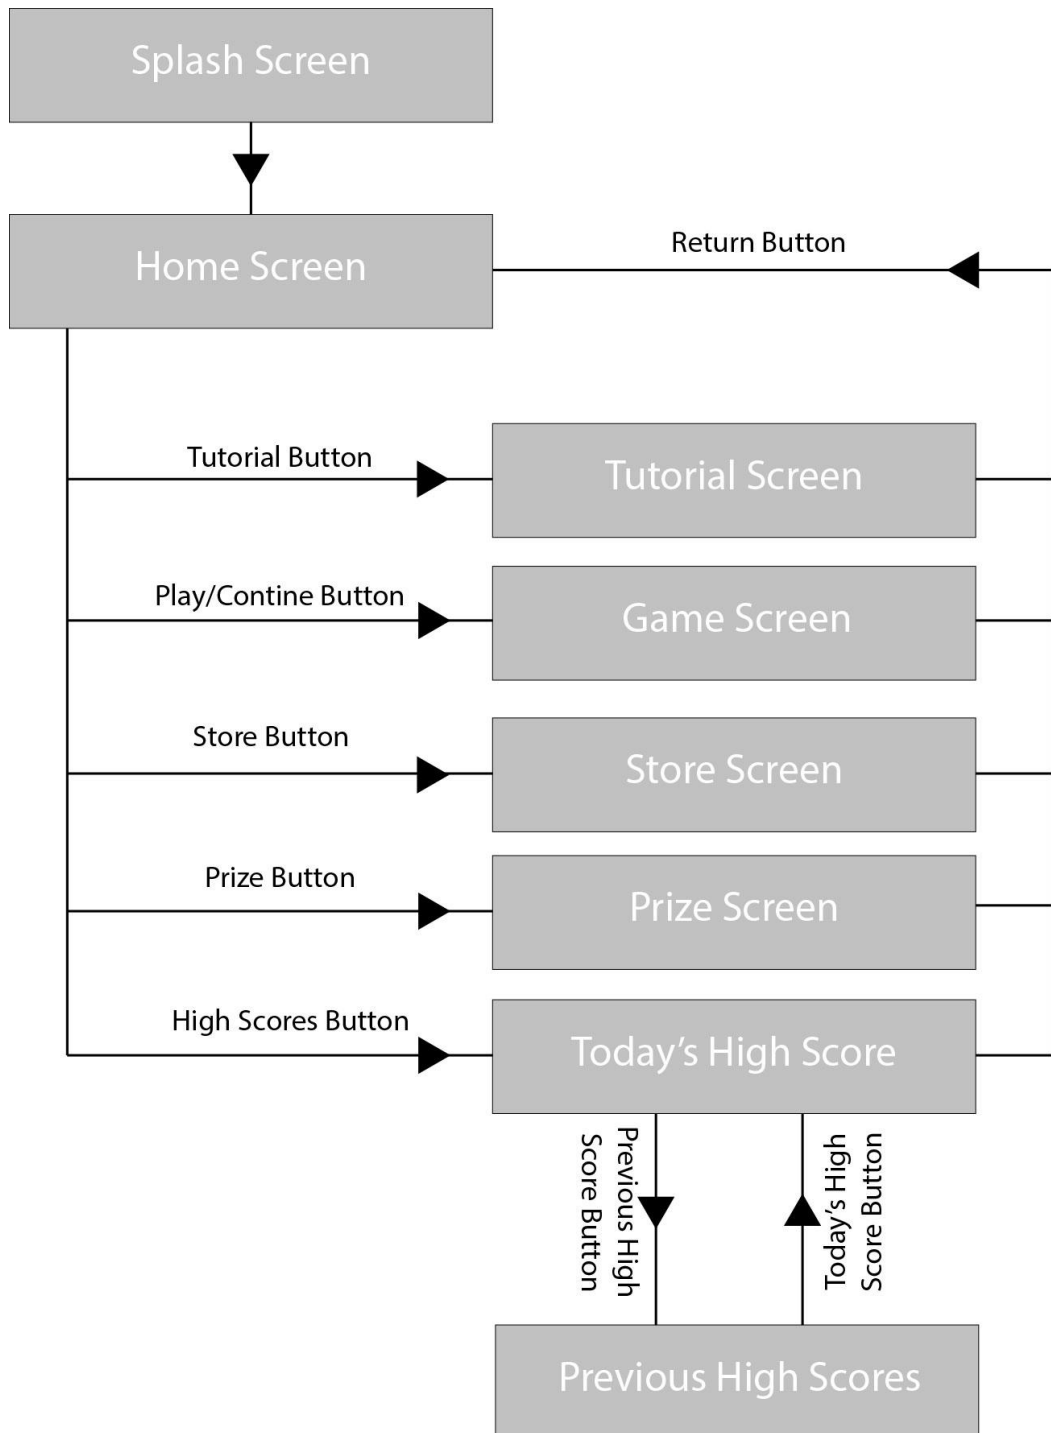 Splash Screen
Home Screen
Return Button
Tutorial Button
Tutorial Screen
Play/Contine Button
Game Screen
Store Button
Store Screen
Prize Button
Prize Screen
High Scores Button
Today's High Score
Previous High
Score Button
Today's High
Score Button
Previous High Scores